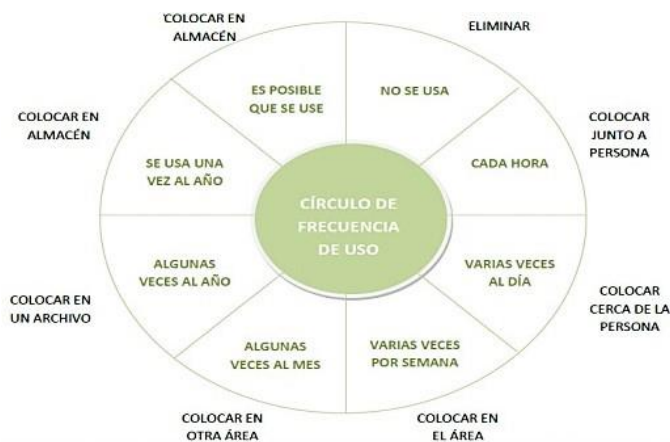 COLOCAR EN
ALMACÉN
ELIMINAR
ES POSIBLE
QUE SE USE
NO SE USA
COLOCAR EN
ALMACÉN
COLOCAR
JUNTO A
PERSONA
SE USA UNA
VEZ AL AÑO
CADA HORA
CÍRCULO DE
FRECUENCIA
DE USO
ALGUNAS
VECES AL AÑO
VARIAS VECES
AL DÍA
COLOCAR EN
UN ARCHIVO
COLOCAR
CERCA DE LA
PERSONA
ALGUNAS
VECES AL MES
VARIAS VECES
POR SEMANA
COLOCAR EN
OTRA ÁREA
COLOCAR EN
EL ÁREA